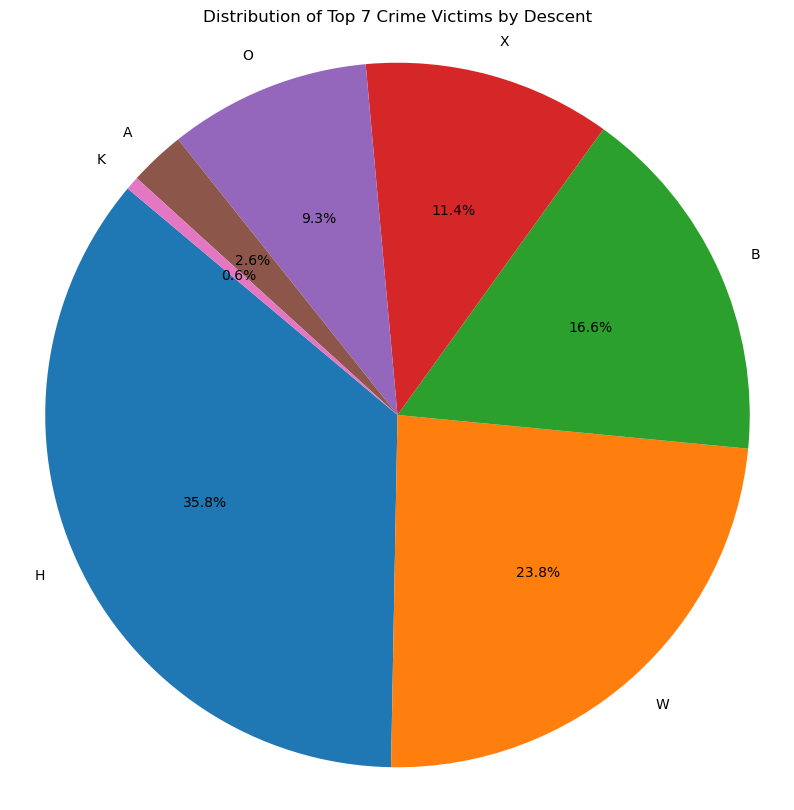 Distribution of Top 7 Crime Victims by Descent
X
O
A
K
B
H
W
11.4%
9.3%
2.6%
0.6%
16.6%
35.8%
23.8%